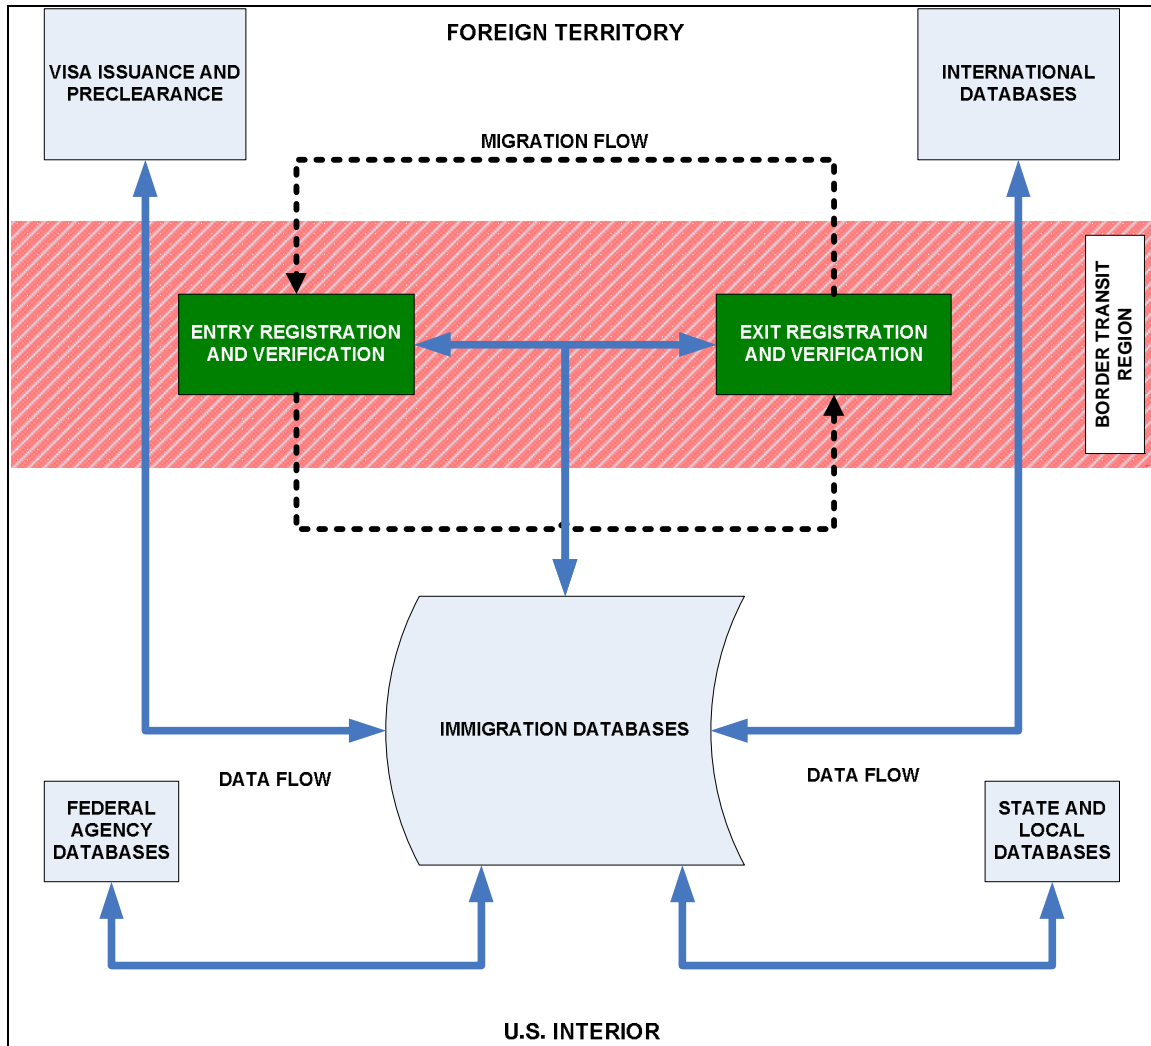 FOREIGN TERRITORY
VISA ISSUANCE AND
PRECLEARANCE
INTERNATIONAL
DATABASES
MIGRATION FLOW
ENTRY REGISTRATION
AND VERIFICATION
EXIT REGISTRATION
AND VERIFICATION
BORDER TRANSIT
REGION
IMMIGRATION DATABASES
DATA FLOW
DATA FLOW
FEDERAL
AGENCY
DATABASES
STATE AND
LOCAL
DATABASES
U.S. INTERIOR